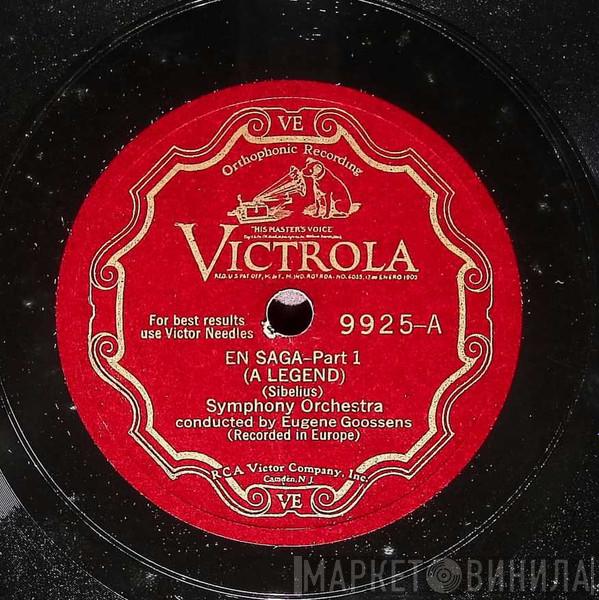 VE
Orthophonic Recording
"HIS MASTER'S VOICE"
VICTROLA
For best results
use Victor Needles
9925-A
EN SAGA-Part 1
(A LEGEND)
(Sibelius)
Symphony Orchestra
conducted by Eugene Goossens
(Recorded in Europe)
RCA Victor Company, Inc.
Camden, N.J.
VE
МАРКЕТ ВИНИЛА